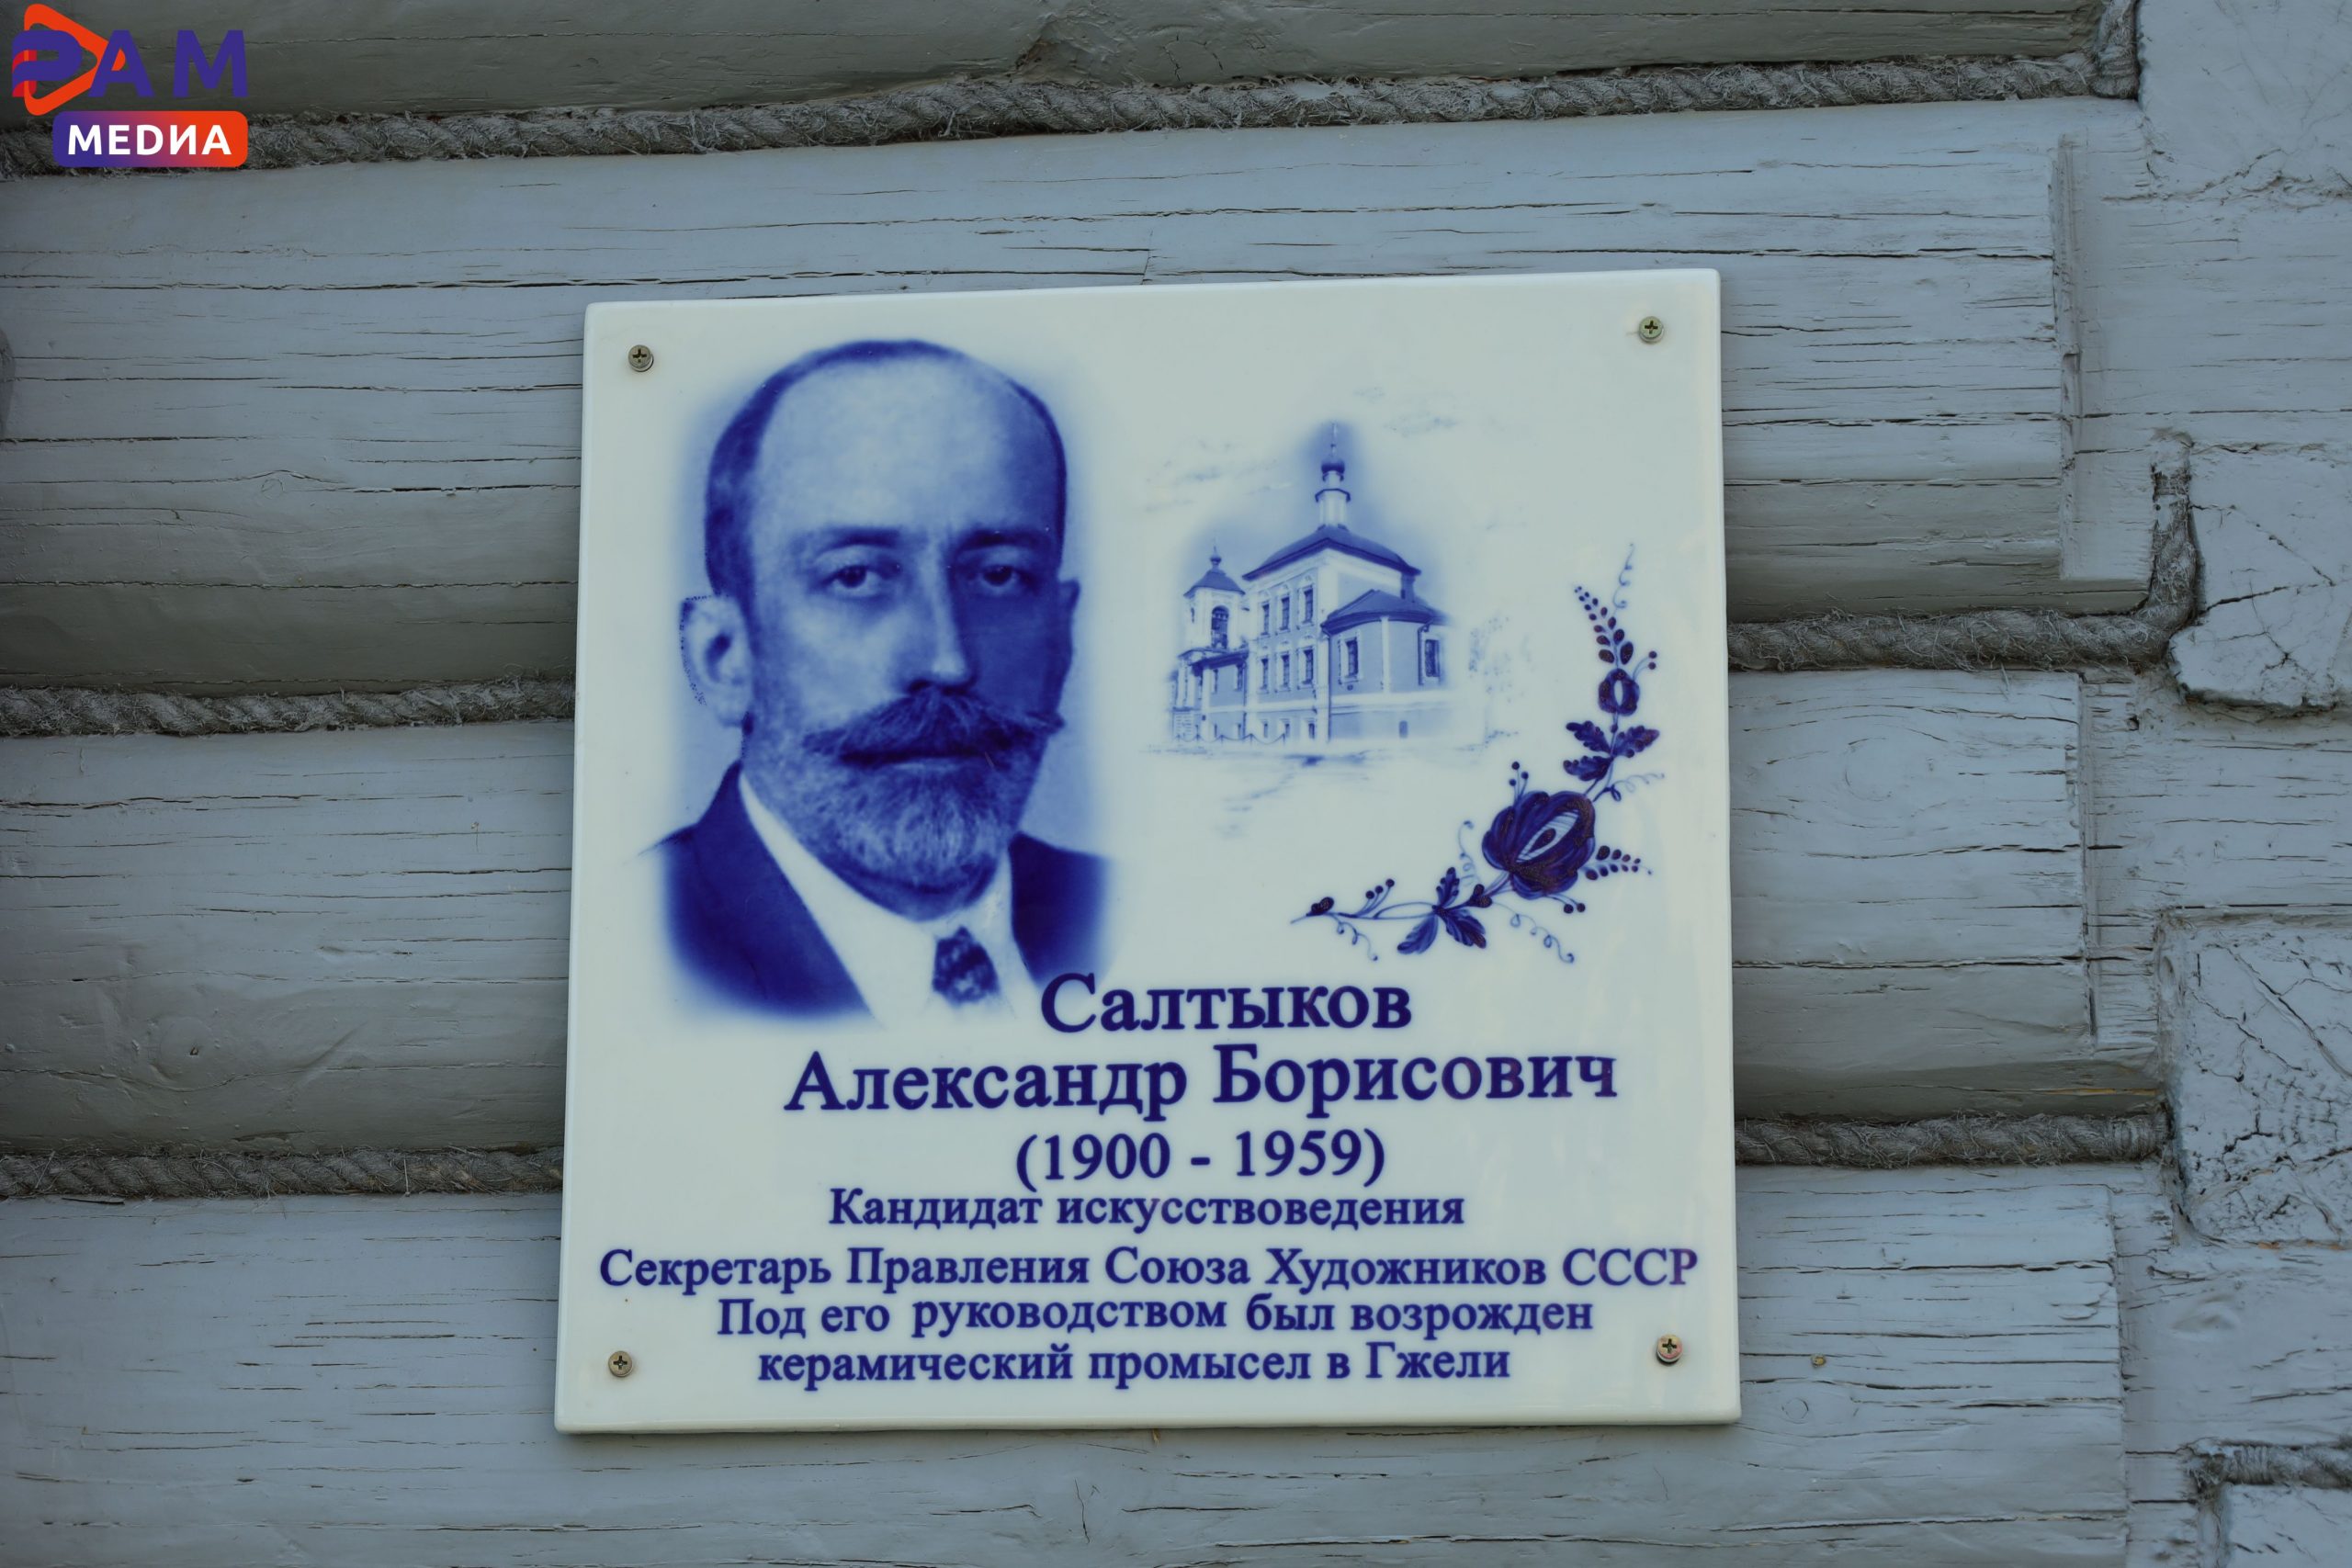 РАМ
МЕDИА
Салтыков
Александр Борисович
(1900 - 1959)
Кандидат искусствоведения
Секретарь Правления Союза Художников СССР
Под его руководством был возрожден
керамический промысел в Гжели